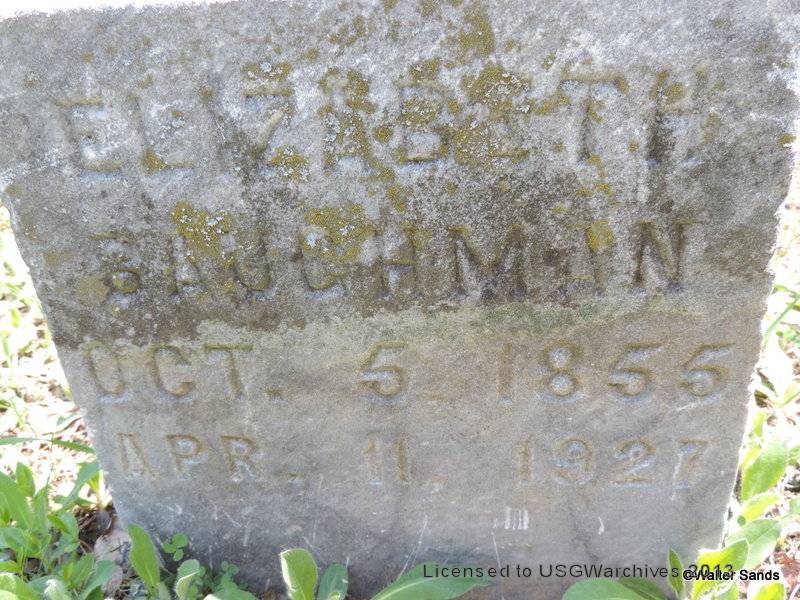 ELIZABETH
BAUGHMAN
OCT. 5. 1855
APR. 11. 1927
Licensed to USGWarchives 2013
©Walter Sands